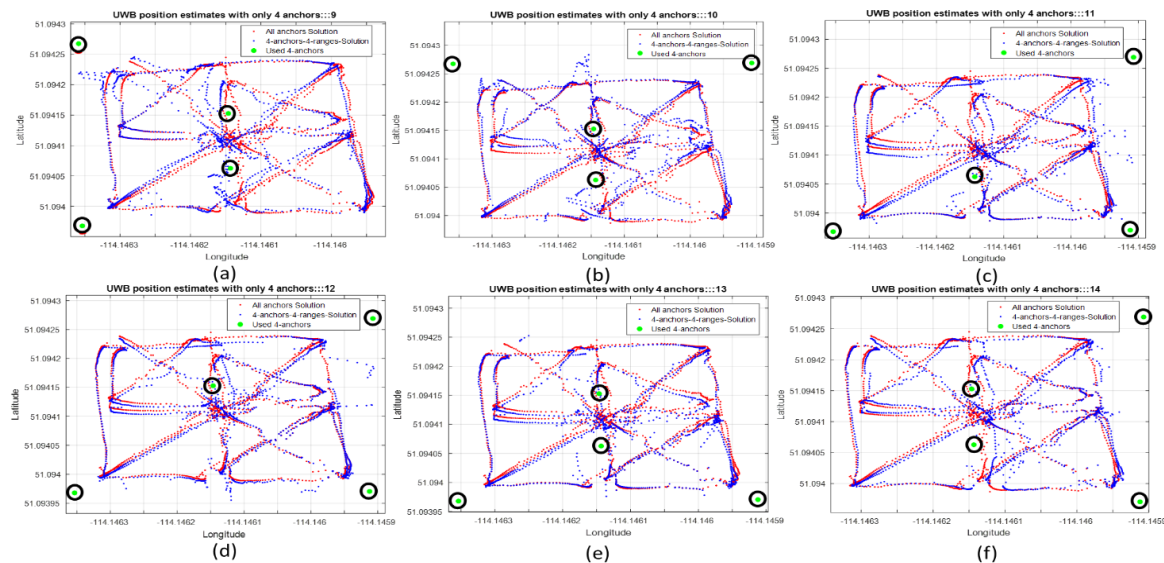 UWB position estimates with only 4 anchors:::9
All anchors Solution
4-anchors-4-ranges-Solution
Used 4-anchors
51.0943
51.09425
51.0942
51.09415
51.0941
51.09405
51.094
Latitude
-114.1463 -114.1462 -114.1461 -114.146
Longitude
(a)
UWB position estimates with only 4 anchors:::10
All anchors Solution
4-anchors-4-ranges-Solution
Used 4-anchors
51.0943
51.09425
51.0942
51.09415
51.0941
51.09405
51.094
Latitude
-114.1463 -114.1462 -114.1461 -114.146 -114.1459
Longitude
(b)
UWB position estimates with only 4 anchors:::11
All anchors Solution
4-anchors-4-ranges-Solution
Used 4-anchors
51.0943
51.09425
51.0942
51.09415
51.0941
51.09405
51.094
Latitude
-114.1463 -114.1462 -114.1461 -114.146 -114.1459
Longitude
(c)
UWB position estimates with only 4 anchors:::12
All anchors Solution
4-anchors-4-ranges-Solution
Used 4-anchors
51.0943
51.09425
51.0942
51.09415
51.0941
51.09405
51.094
51.09395
Latitude
-114.1463 -114.1462 -114.1461 -114.146 -114.1459
Longitude
(d)
UWB position estimates with only 4 anchors:::13
All anchors Solution
4-anchors-4-ranges-Solution
Used 4-anchors
51.0943
51.09425
51.0942
51.09415
51.0941
51.09405
51.094
51.09395
Latitude
-114.1463 -114.1462 -114.1461 -114.146 -114.1459
Longitude
(e)
UWB position estimates with only 4 anchors:::14
All anchors Solution
4-anchors-4-ranges-Solution
Used 4-anchors
51.0943
51.09425
51.0942
51.09415
51.0941
51.09405
51.094
Latitude
-114.1463 -114.1462 -114.1461 -114.146 -114.1459
Longitude
(f)